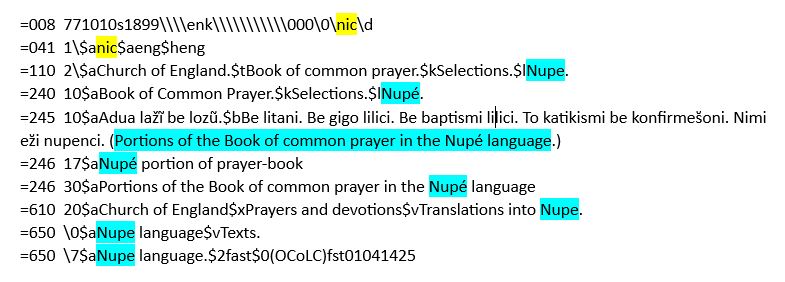 =008  771010s1899\\\\enk\\\\\\\\\\\000\0\nic\d
=041  1\$anic$aeng$heng
=110  2\$aChurch of England.$tBook of common prayer.$kSelections.$lNupe.
=240  10$aBook of Common Prayer.$kSelections.$lNupé.
=245  10$aAdua lažĩ be lozũ.$bBe litani. Be gigo lilici. Be baptismi lilici. To katikismi be konfirmešoni. Nimi
eži nupenci. (Portions of the Book of common prayer in the Nupé language.)
=246  17$aNupé portion of prayer-book
=246  30$aPortions of the Book of common prayer in the Nupé language
=610  20$aChurch of England$xPrayers and devotions$vTranslations into Nupe.
=650  \0$aNupe language$vTexts.
=650  \7$aNupe language.$2fast$0(OCoLC)fst01041425